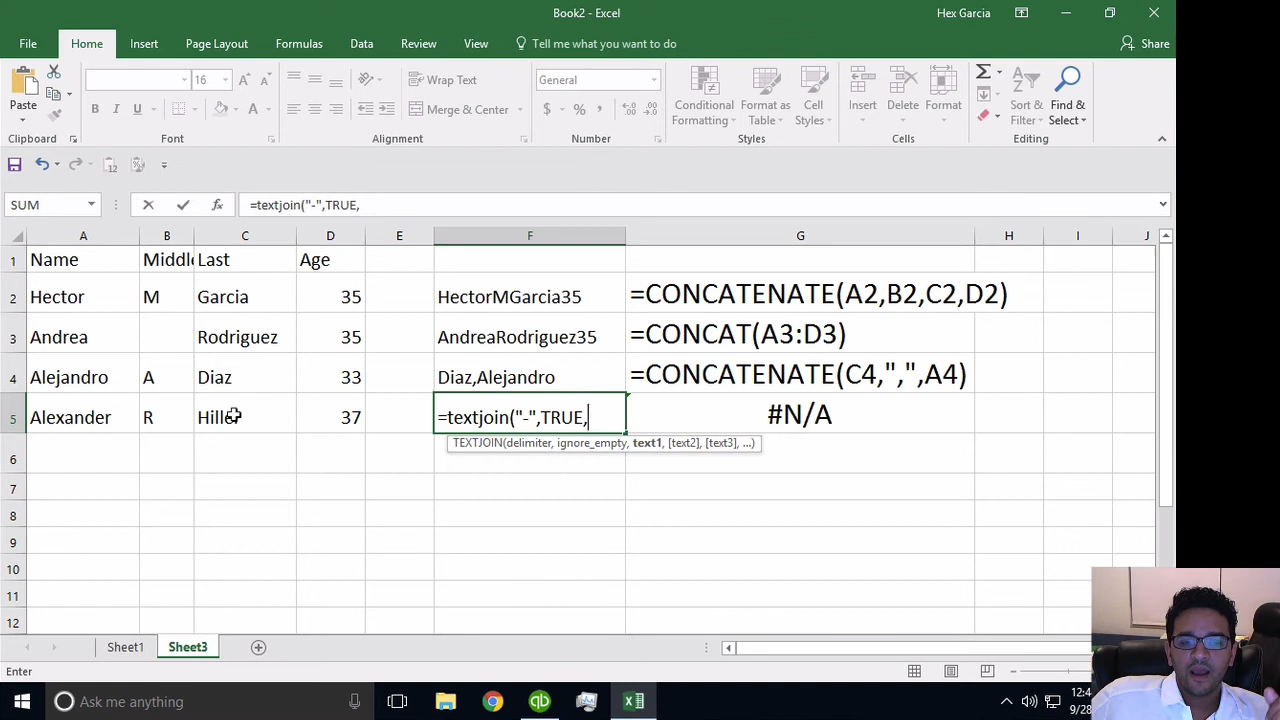 Book2 - Excel
Hex Garcia
File Home Insert Page Layout Formulas Data Review View Tell me what you want to do Share
Paste
16
Wrap Text
Merge & Center
General
Conditional Formatting
Format as Table
Cell Styles
Insert
Delete
Format
Sort & Filter
Find & Select
Clipboard Font Alignment Number Styles Cells Editing
12
SUM =textjoin("-",TRUE,
A B C D E F G H I J
1 Name Middle Last Age
2 Hector M Garcia 35 HectorMGarcia35 =CONCATENATE(A2,B2,C2,D2)
3 Andrea Rodriguez 35 AndreaRodriguez35 =CONCAT(A3:D3)
4 Alejandro A Diaz 33 Diaz,Alejandro =CONCATENATE(C4,",",A4)
5 Alexander R 37 =textjoin("-",TRUE, #N/A
TEXTJOIN(delimiter, ignore_empty, text1, [text2], [text3], ...)
6
7
8
9
10
11
12
Sheet1 Sheet3
Enter
Ask me anything